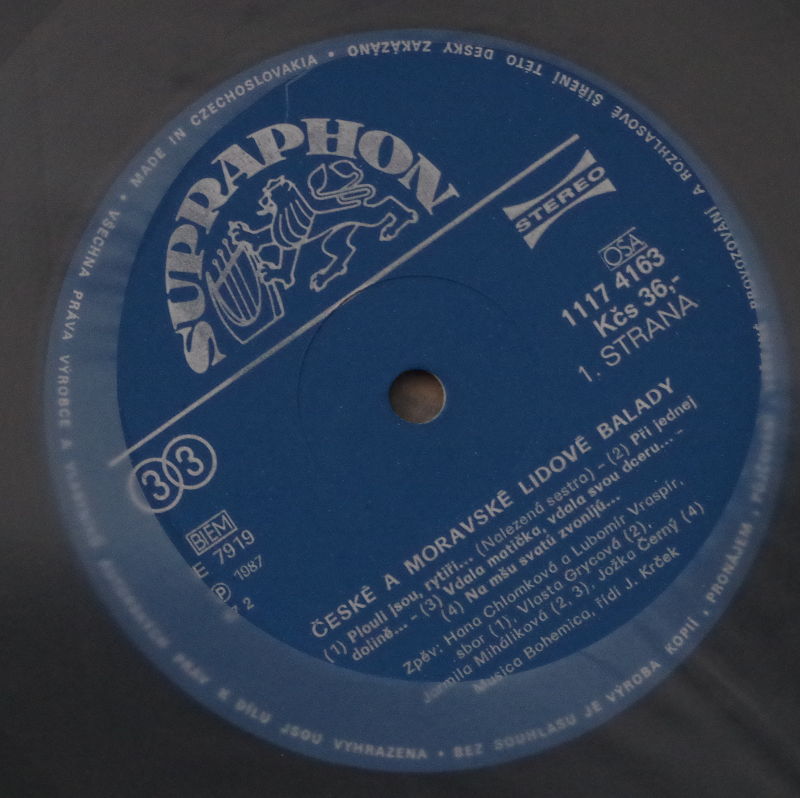 SUPRAPHON
STEREO
OSA
1117 4163
Kčs 36,-
1. STRANA
33
BIEM
E 7919
Ⓟ 1987
A 2
ČESKÉ A MORAVSKÉ LIDOVÉ BALADY
(1) Plouli jsou, rytíři... (Nalezená sestra) – (2) Při jednej
dolině... – (3) Vdala matička, vdala svou dceru... –
(4) Na mšu svatú zvonijú...
Zpěv: Hana Chlomková a Lubomír Vraspír,
sbor (1), Vlasta Grycová (2),
Jarmila Miháliková (2, 3), Jožka Černý (4)
Musica Bohemica, řídí J. Krček
MADE IN CZECHOSLOVAKIA • VŠECHNA PRÁVA VÝROBCE A PRÁV K DÍLU JSOU VYHRAZENA • BEZ SOUHLASU JE VÝROBA KOPIÍ • PRONÁJEM • PROVOZOVÁNÍ A ROZHLASOVÉ ŠÍŘENÍ TÉTO DESKY ZAKÁZÁNO •